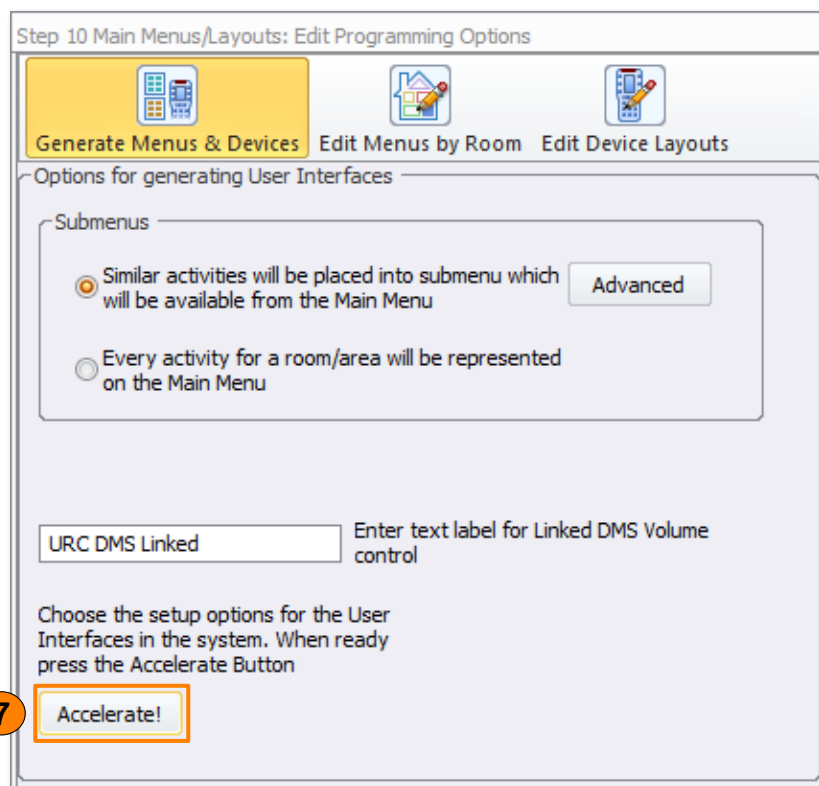 Step 10 Main Menus/Layouts: Edit Programming Options
Generate Menus & Devices Edit Menus by Room Edit Device Layouts
Options for generating User Interfaces
Submenus
Similar activities will be placed into submenu which
will be available from the Main Menu
Advanced
Every activity for a room/area will be represented
on the Main Menu
URC DMS Linked
Enter text label for Linked DMS Volume
control
Choose the setup options for the User
Interfaces in the system. When ready
press the Accelerate Button
7
Accelerate!